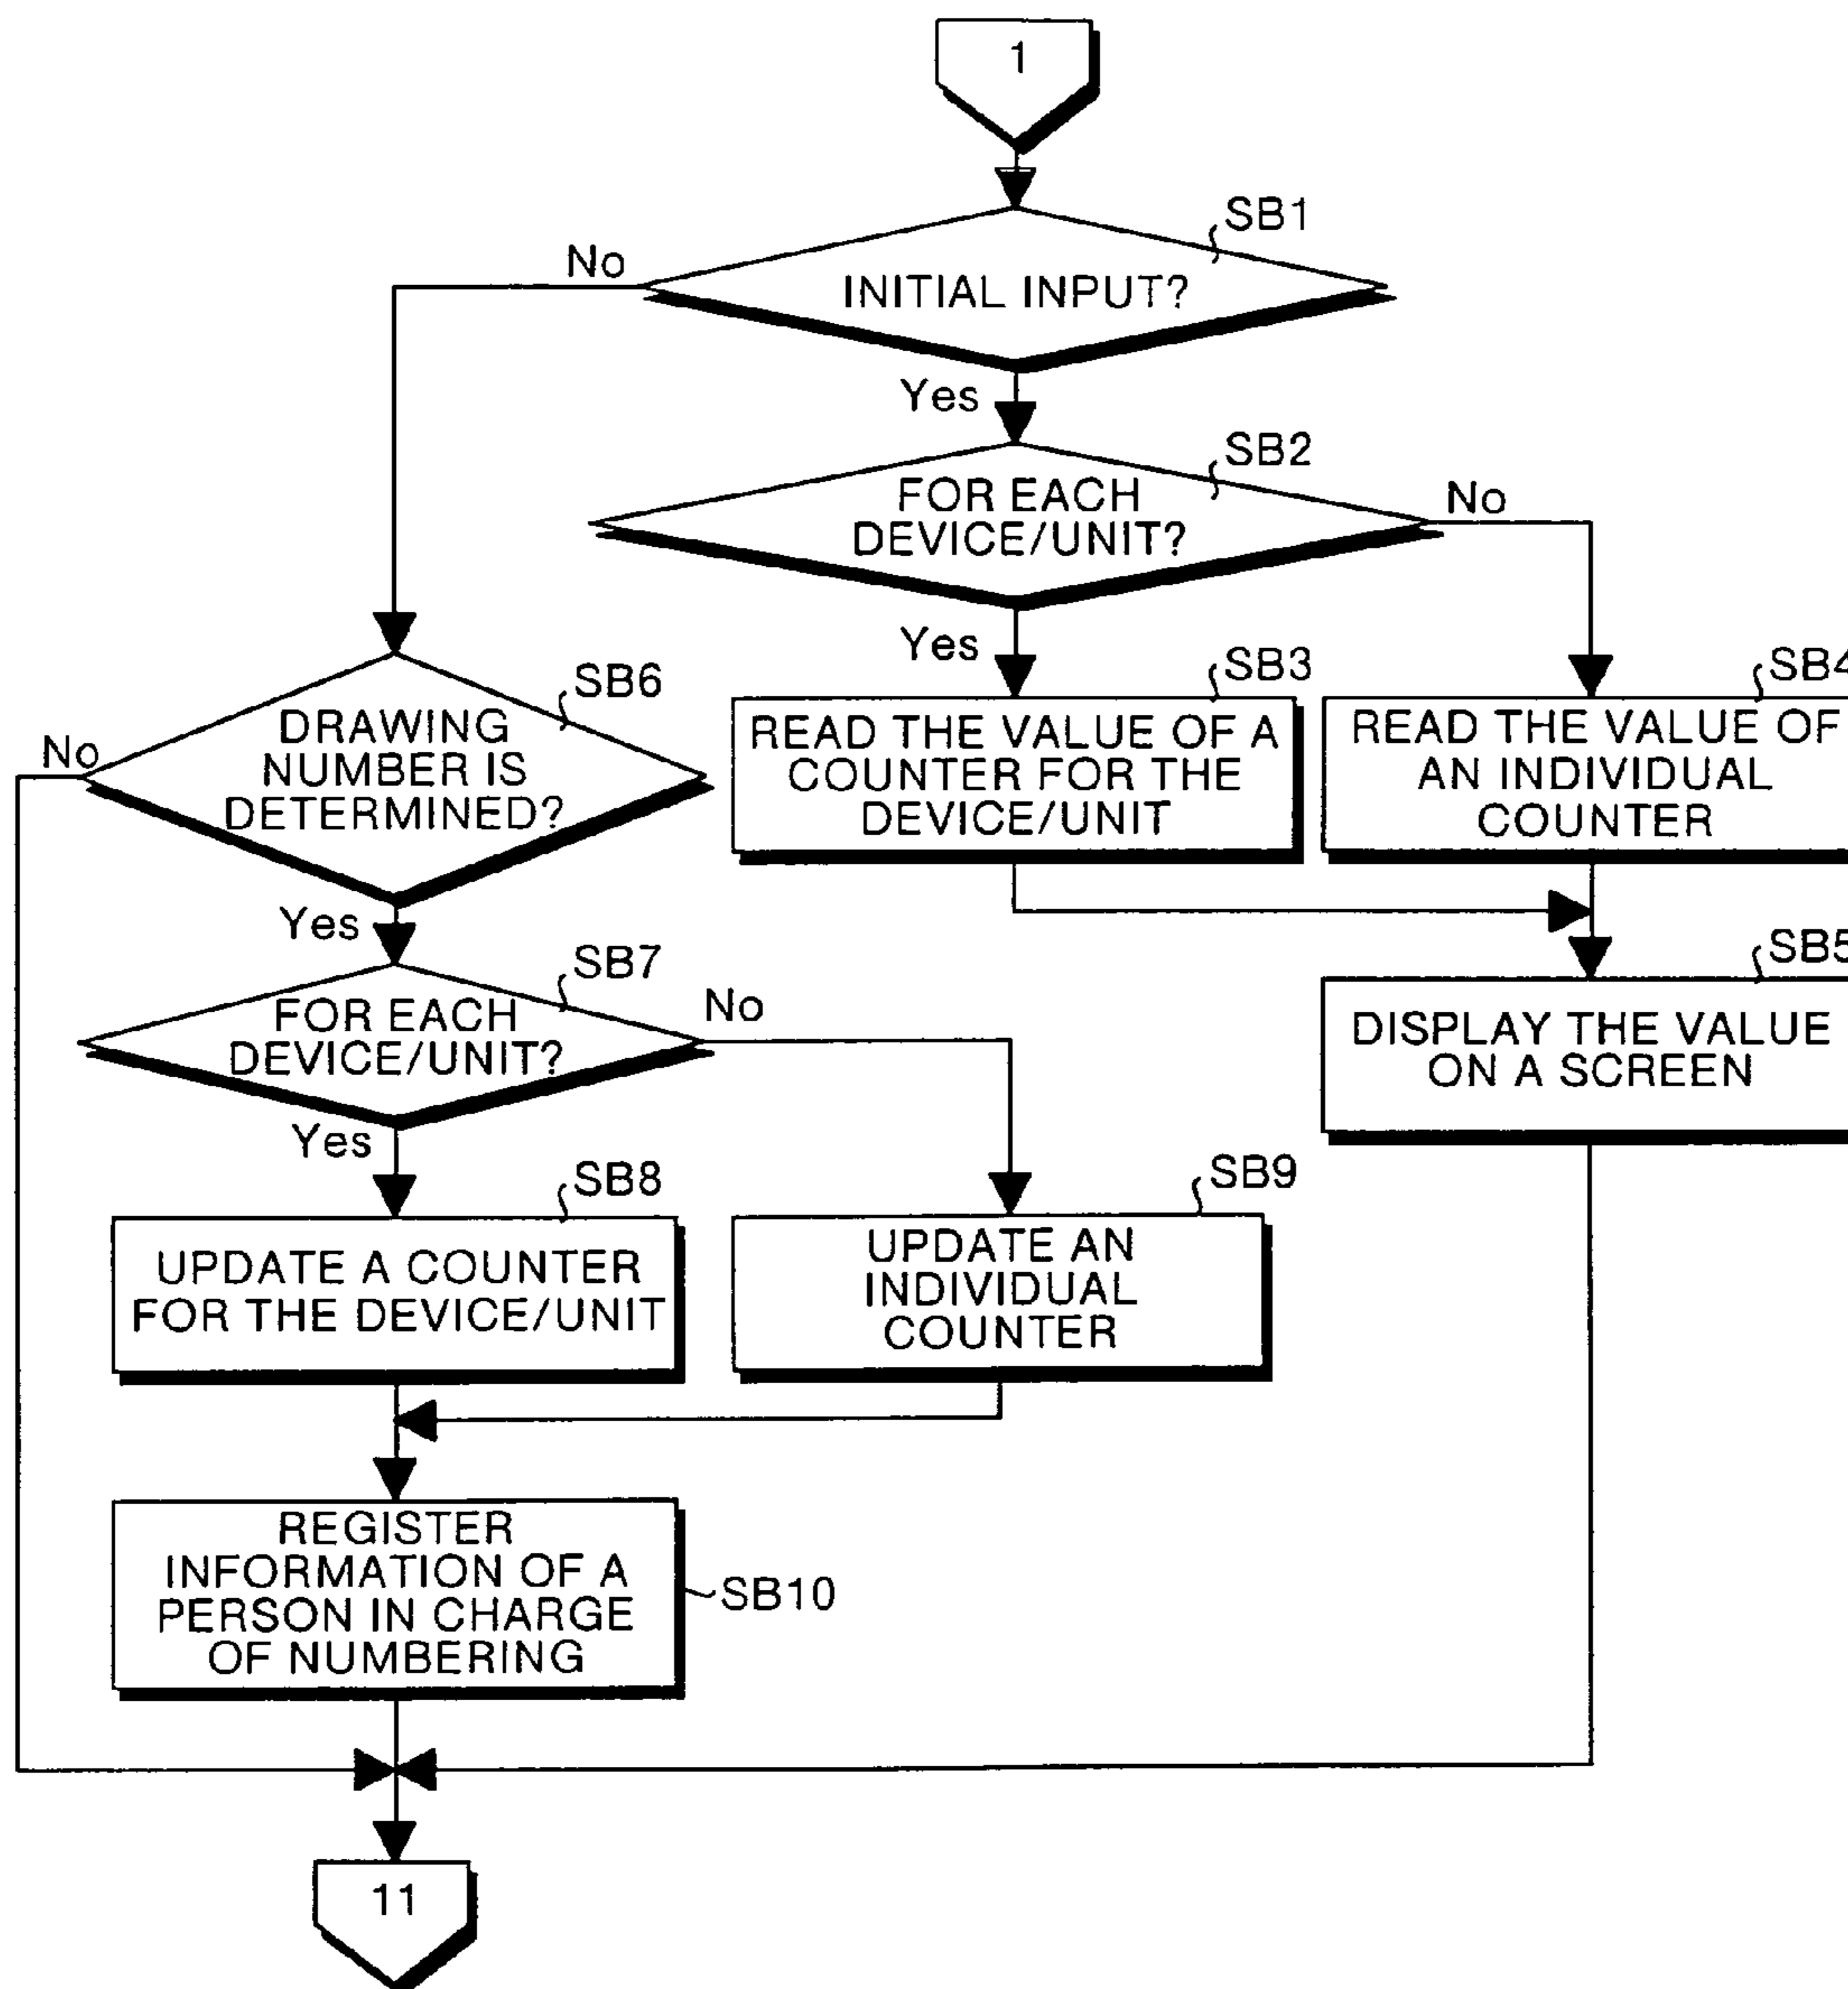 1
SB1
No
INITIAL INPUT?
Yes
SB2
FOR EACH
DEVICE/UNIT?
No
Yes
SB3
READ THE VALUE OF A
COUNTER FOR THE
DEVICE/UNIT
SB4
READ THE VALUE OF
AN INDIVIDUAL
COUNTER
SB6
No
DRAWING
NUMBER IS
DETERMINED?
Yes
SB5
DISPLAY THE VALUE
ON A SCREEN
SB7
FOR EACH
DEVICE/UNIT?
No
Yes
SB8
UPDATE A COUNTER
FOR THE DEVICE/UNIT
SB9
UPDATE AN
INDIVIDUAL
COUNTER
REGISTER
INFORMATION OF A
PERSON IN CHARGE
OF NUMBERING
SB10
11